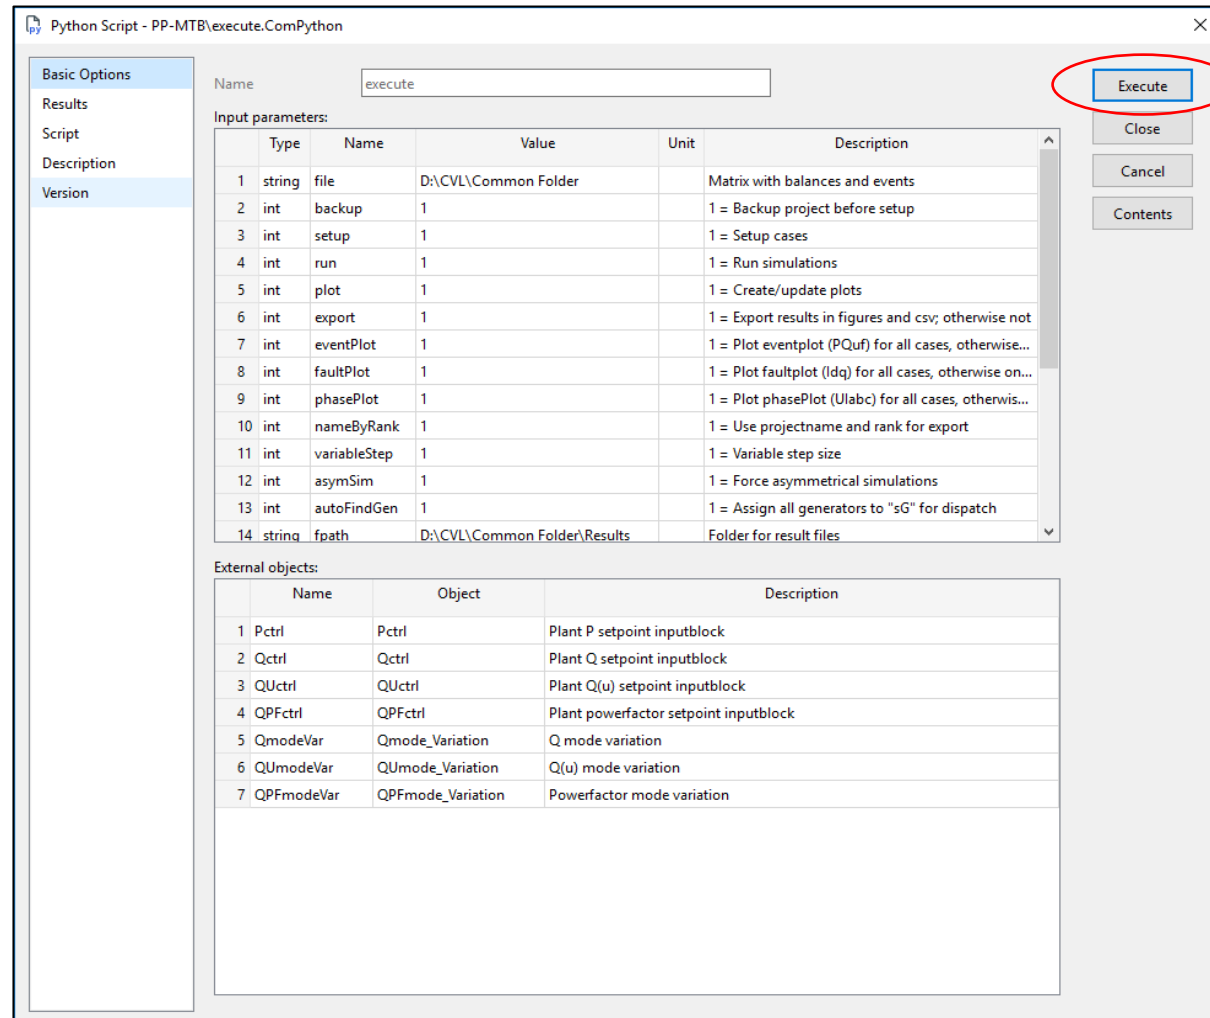 Python Script - PP-MTB\execute.ComPython
Basic Options
Results
Script
Description
Version
Name execute
Execute
Close
Cancel
Contents
Input parameters:
Type Name Value Unit Description
1 string file D:\CVL\Common Folder Matrix with balances and events
2 int backup 1 1 = Backup project before setup
3 int setup 1 1 = Setup cases
4 int run 1 1 = Run simulations
5 int plot 1 1 = Create/update plots
6 int export 1 1 = Export results in figures and csv; otherwise not
7 int eventPlot 1 1 = Plot eventplot (PQuf) for all cases, otherwise...
8 int faultPlot 1 1 = Plot faultplot (Idq) for all cases, otherwise on...
9 int phasePlot 1 1 = Plot phasePlot (UIabc) for all cases, otherwis...
10 int nameByRank 1 1 = Use projectname and rank for export
11 int variableStep 1 1 = Variable step size
12 int asymSim 1 1 = Force asymmetrical simulations
13 int autoFindGen 1 1 = Assign all generators to "sG" for dispatch
14 string fpath D:\CVL\Common Folder\Results Folder for result files
External objects:
Name Object Description
1 Pctrl Pctrl Plant P setpoint inputblock
2 Qctrl Qctrl Plant Q setpoint inputblock
3 QUctrl QUctrl Plant Q(u) setpoint inputblock
4 QPFctrl QPFctrl Plant powerfactor setpoint inputblock
5 QmodeVar Qmode_Variation Q mode variation
6 QUmodeVar QUmode_Variation Q(u) mode variation
7 QPFmodeVar QPFmode_Variation Powerfactor mode variation